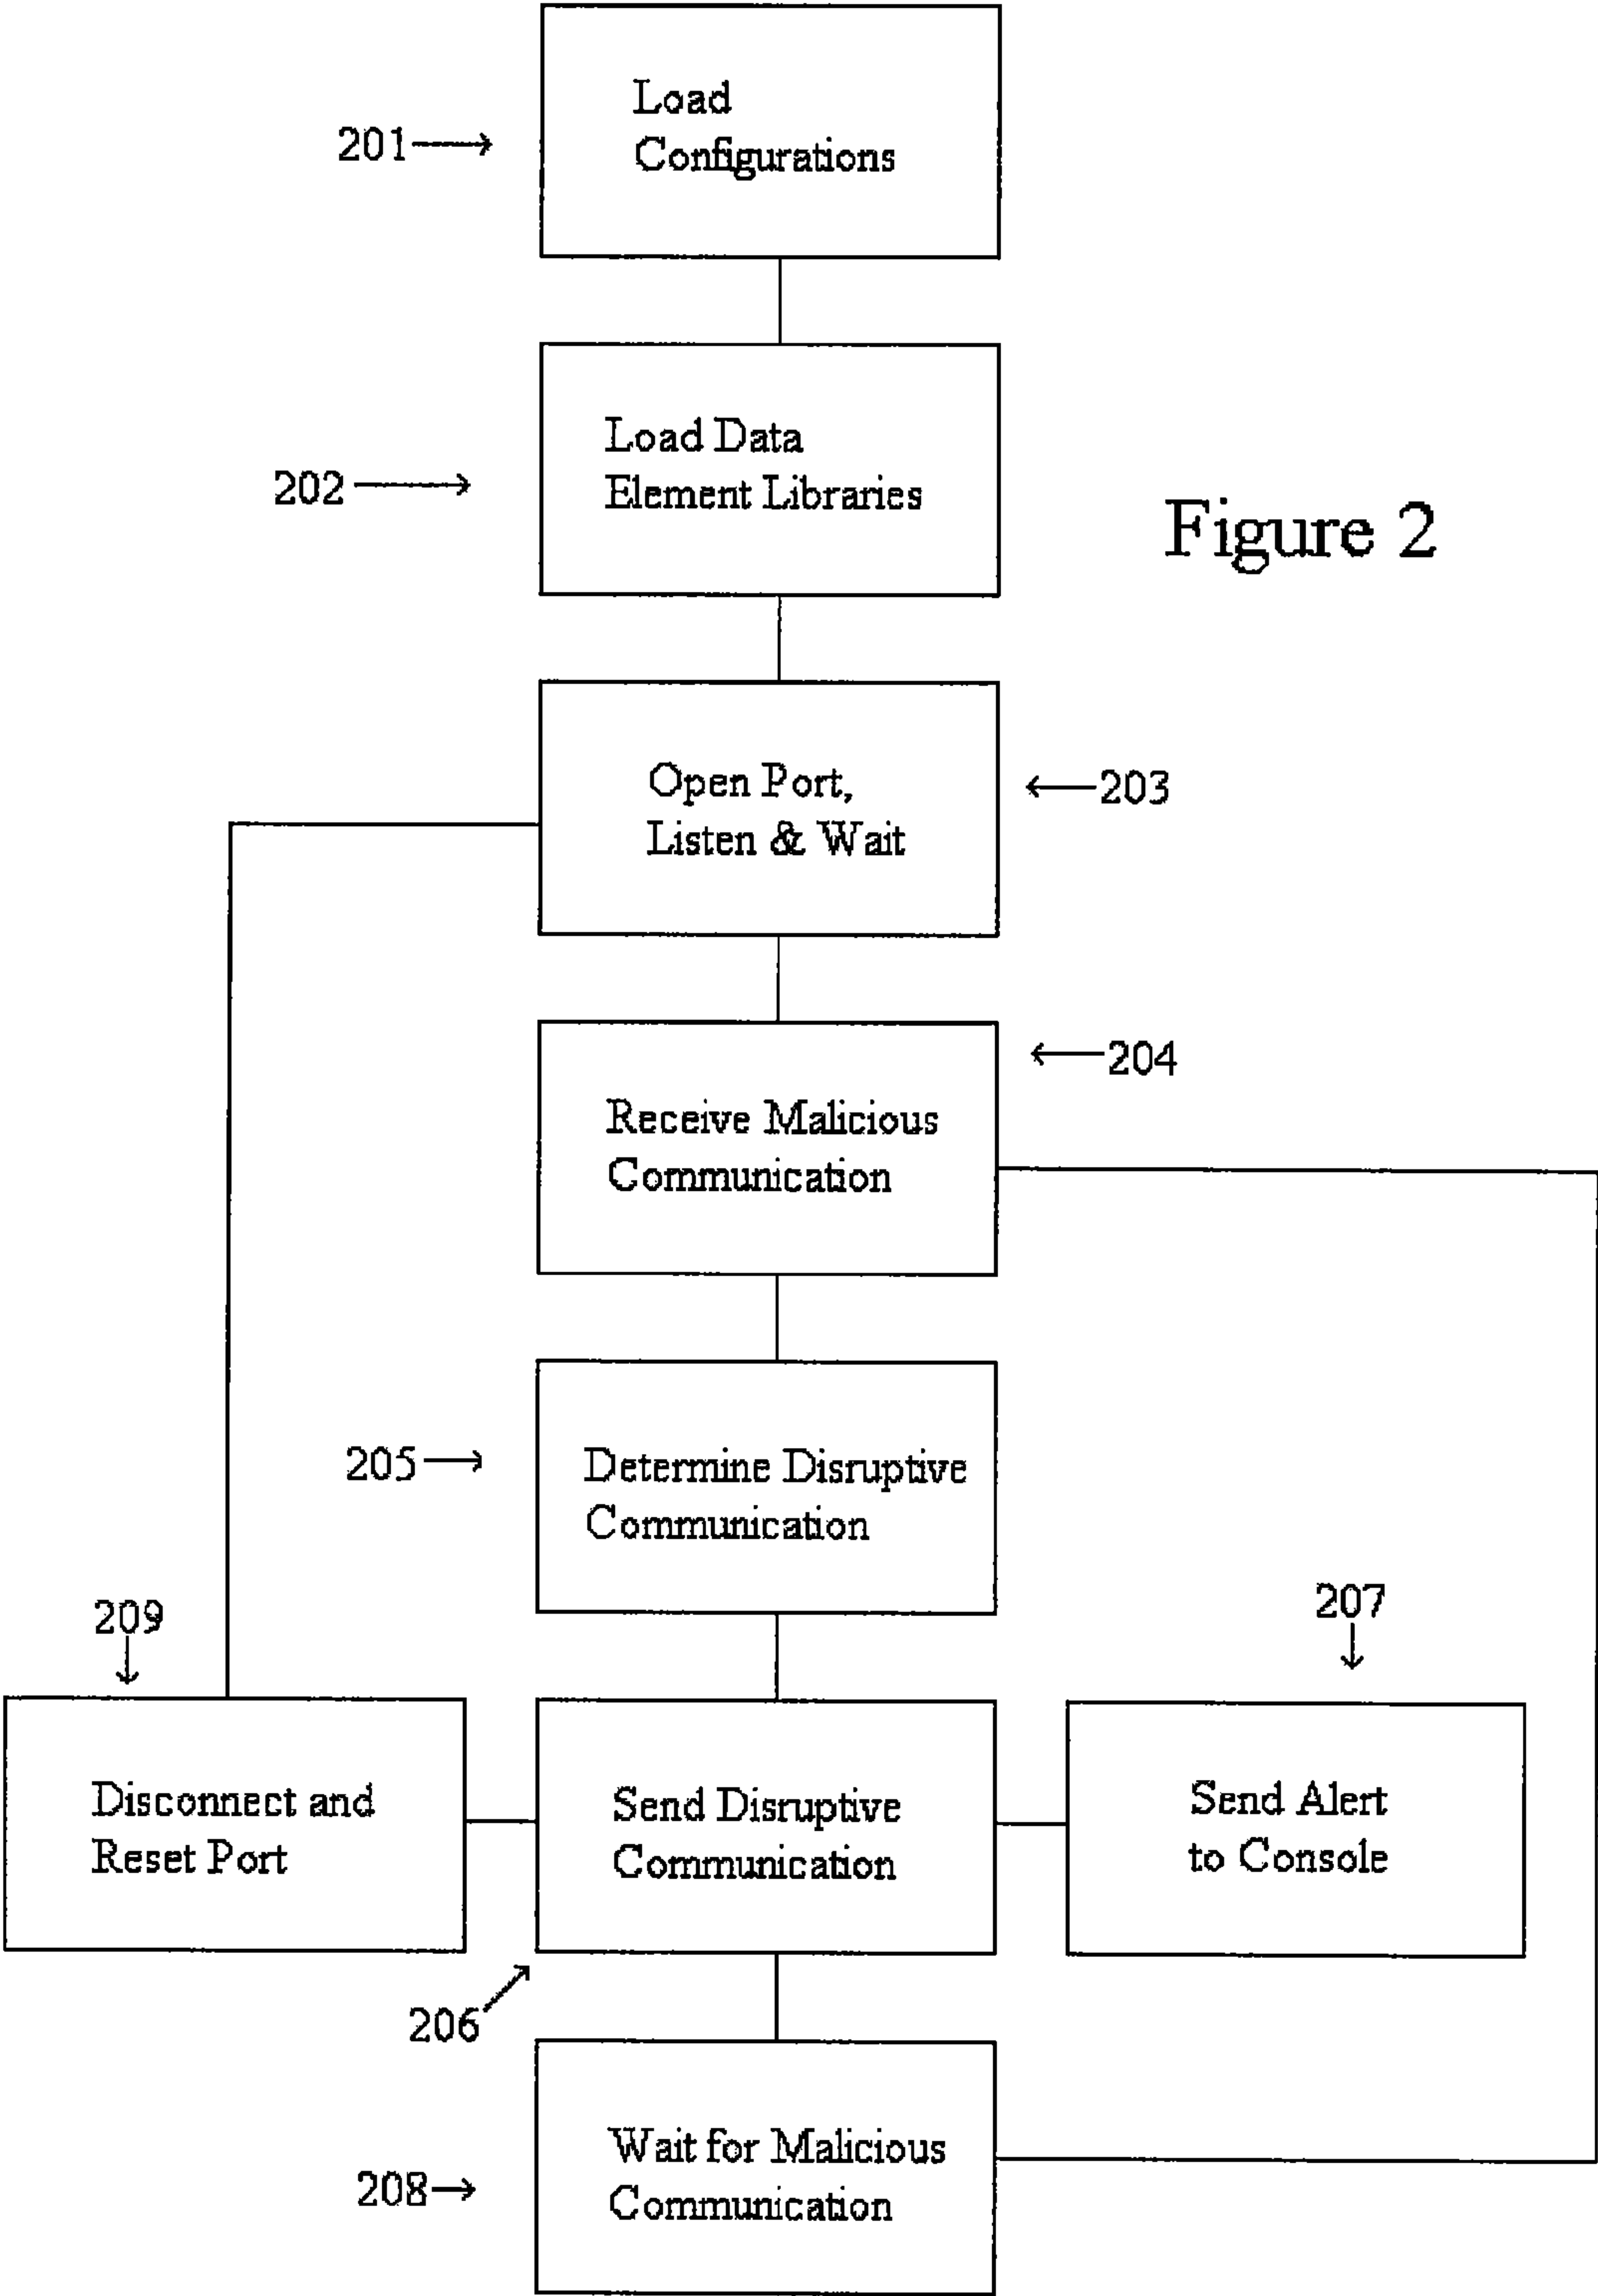 Load
Configurations
201
Load Data
Element Libraries
202
Figure 2
Open Port,
Listen & Wait
203
204
Receive Malicious
Communication
205
Determine Disruptive
Communication
209
207
Disconnect and
Reset Port
Send Disruptive
Communication
Send Alert
to Console
206
Wait for Malicious
Communication
208